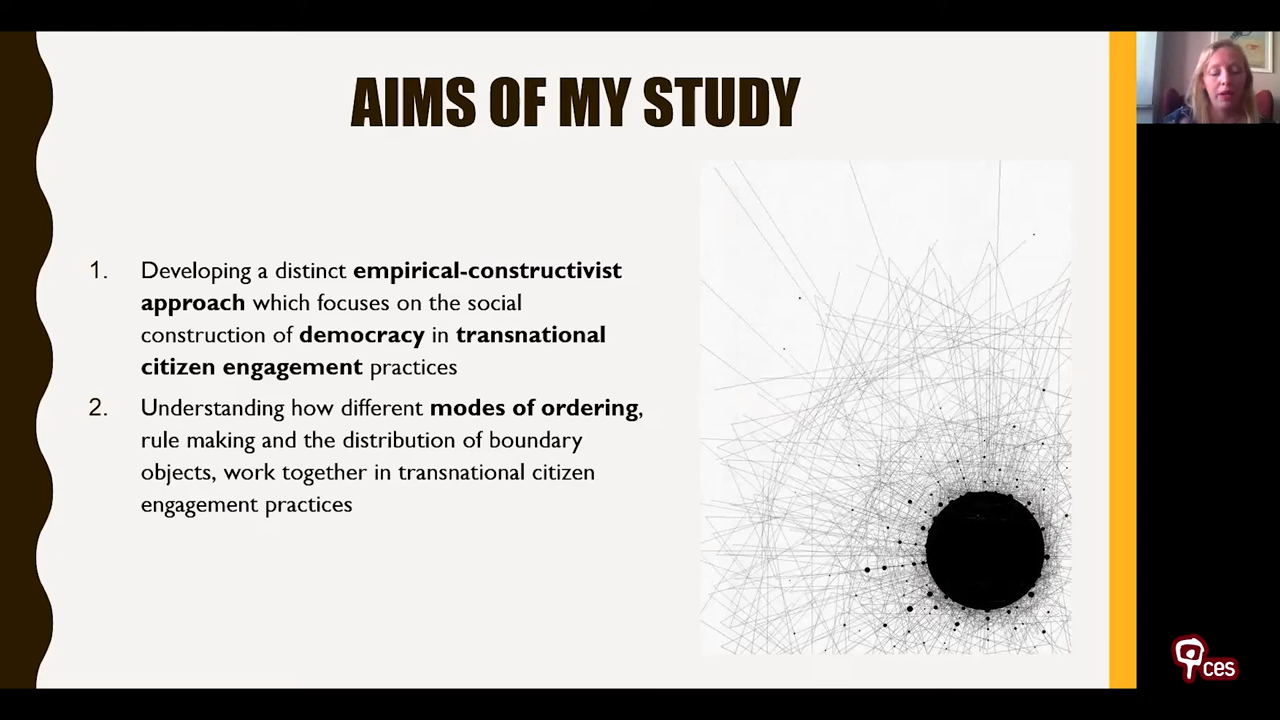 AIMS OF MY STUDY
1. Developing a distinct empirical-constructivist
approach which focuses on the social
construction of democracy in transnational
citizen engagement practices
2. Understanding how different modes of ordering,
rule making and the distribution of boundary
objects, work together in transnational citizen
engagement practices
ces